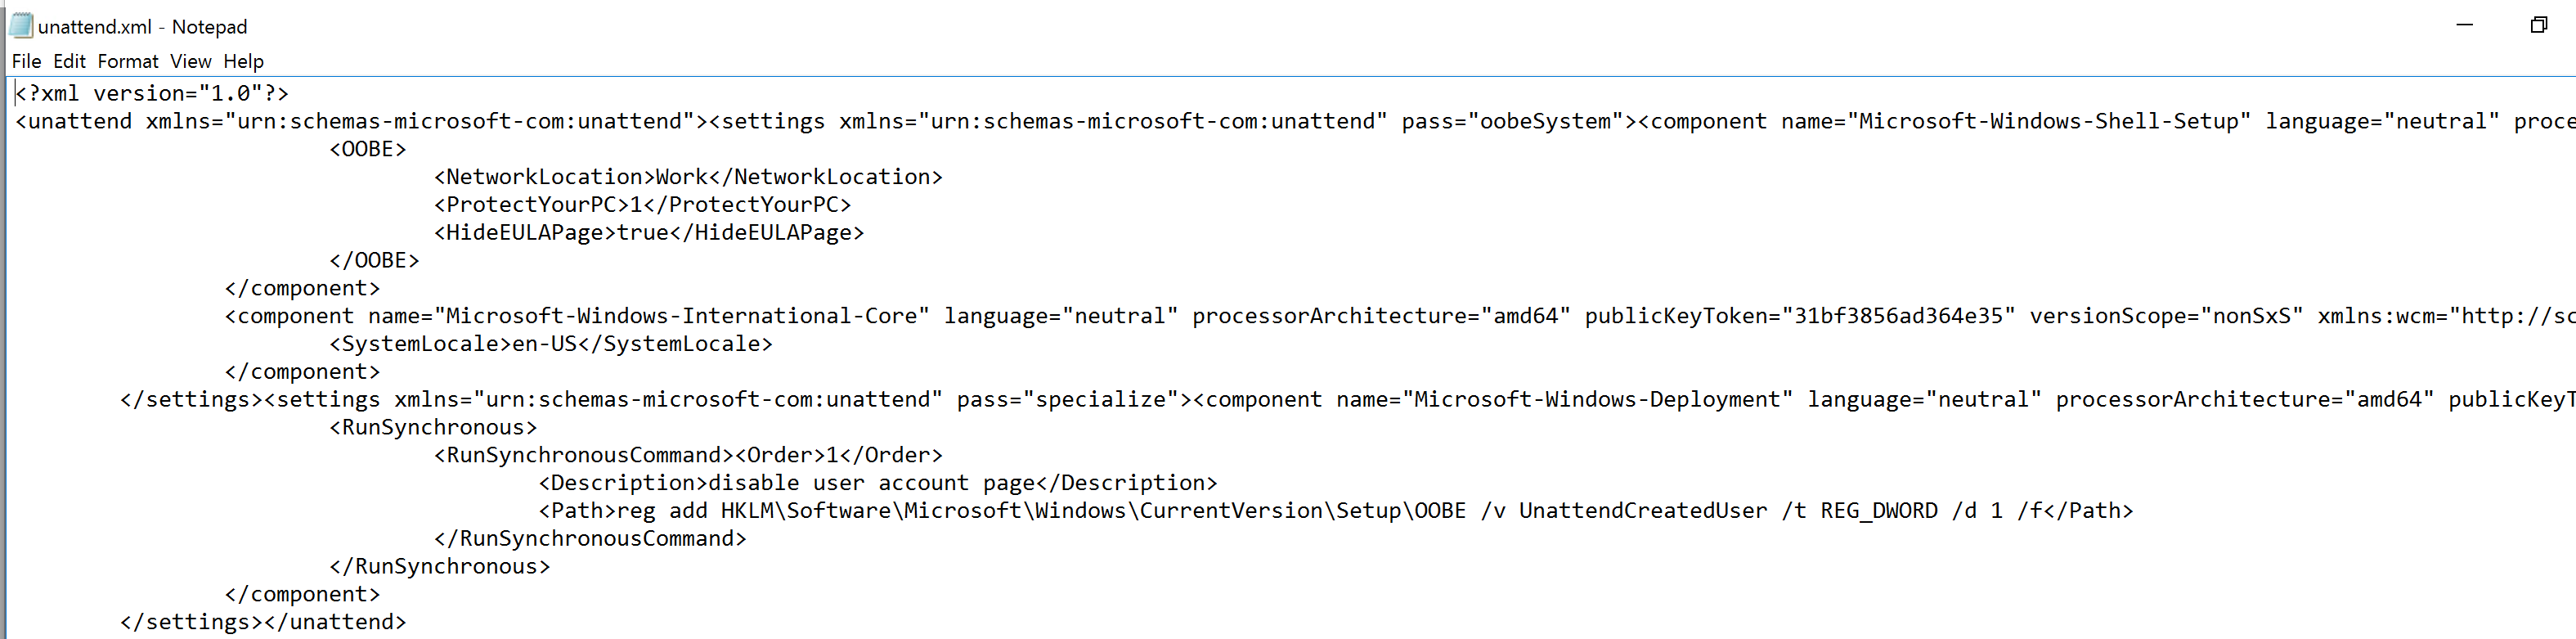 unattend.xml - Notepad
File Edit Format View Help
<?xml version="1.0"?>
<unattend xmlns="urn:schemas-microsoft-com:unattend"><settings xmlns="urn:schemas-microsoft-com:unattend" pass="oobeSystem"><component name="Microsoft-Windows-Shell-Setup" language="neutral" proce
<OOBE>
<NetworkLocation>Work</NetworkLocation>
<ProtectYourPC>1</ProtectYourPC>
<HideEULAPage>true</HideEULAPage>
</OOBE>
</component>
<component name="Microsoft-Windows-International-Core" language="neutral" processorArchitecture="amd64" publicKeyToken="31bf3856ad364e35" versionScope="nonSxS" xmlns:wcm="http://sc
<SystemLocale>en-US</SystemLocale>
</component>
</settings><settings xmlns="urn:schemas-microsoft-com:unattend" pass="specialize"><component name="Microsoft-Windows-Deployment" language="neutral" processorArchitecture="amd64" publicKeyT
<RunSynchronous>
<RunSynchronousCommand><Order>1</Order>
<Description>disable user account page</Description>
<Path>reg add HKLM\Software\Microsoft\Windows\CurrentVersion\Setup\OOBE /v UnattendCreatedUser /t REG_DWORD /d 1 /f</Path>
</RunSynchronousCommand>
</RunSynchronous>
</component>
</settings></unattend>